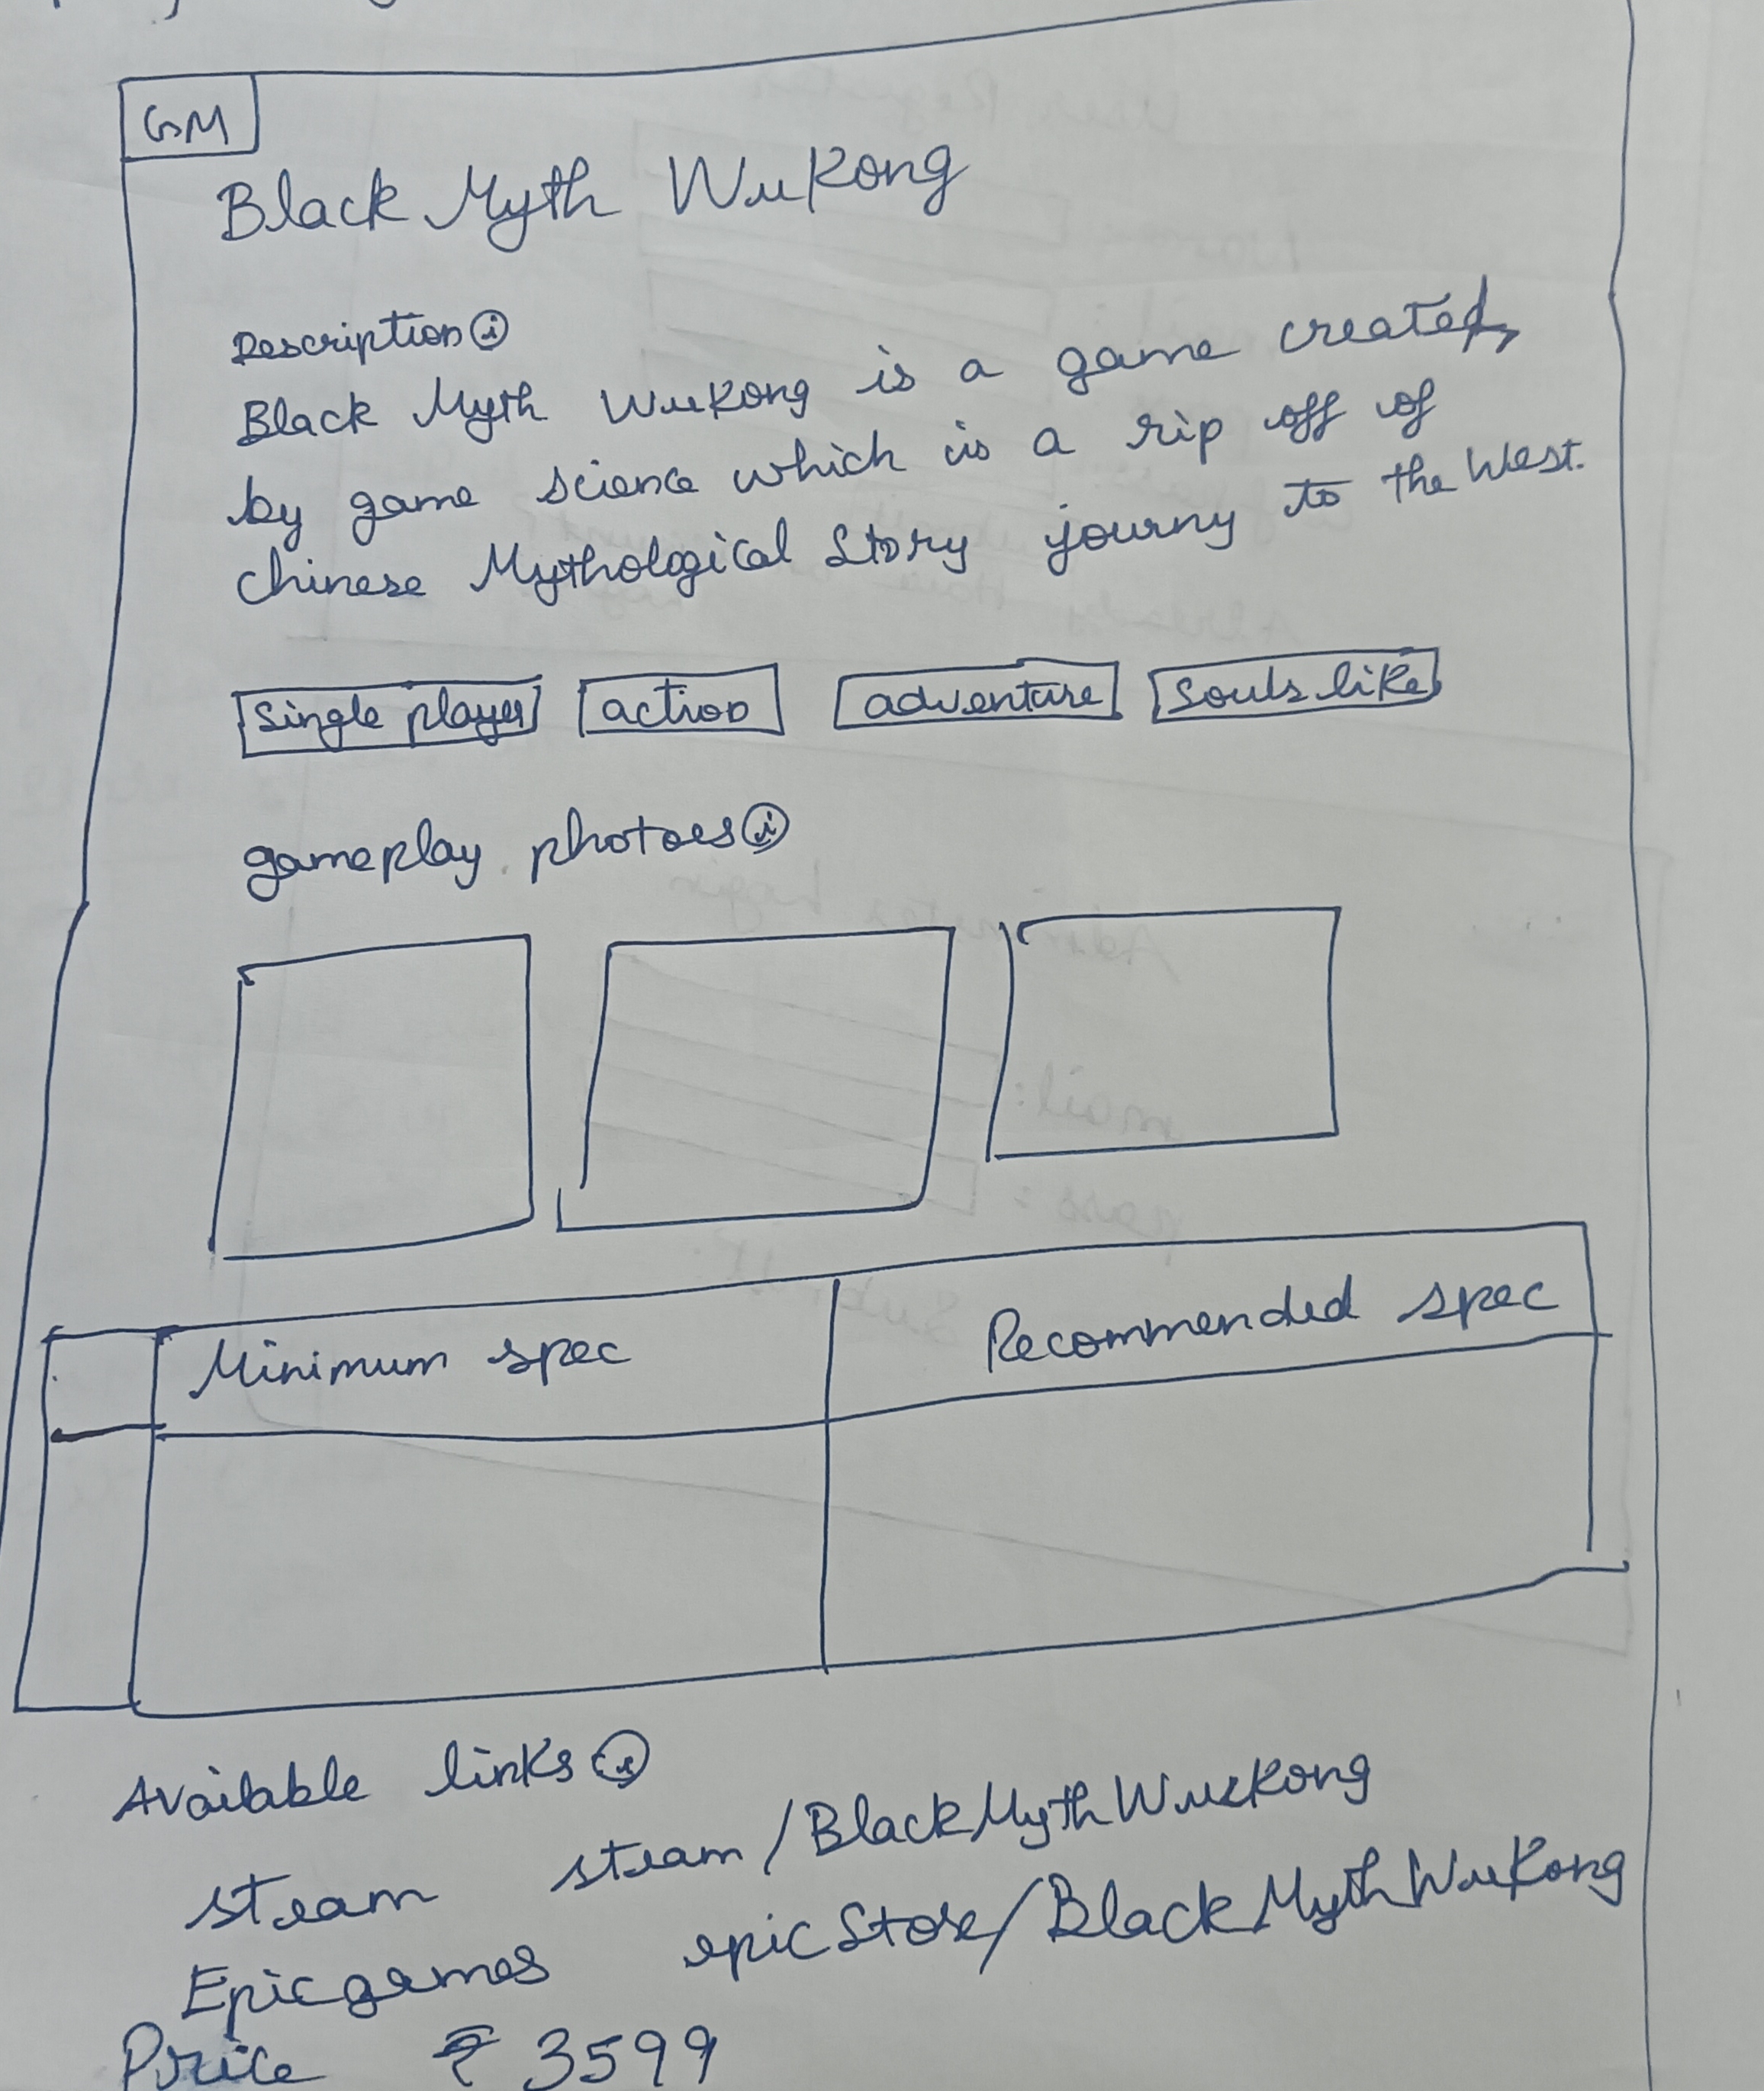 GM
Black Myth Wukong
Description i
Black Myth Wukong is a game created,
by game science which is a rip off of
chinese Mythological Story journy to the West.
single player action adventure Souls like
gameplay photoes i
Minimum spec Recommended spec
Available links i
steam steam/BlackMythWukong
Epicgames epicStore/BlackMythWukong
Price ₹ 3599